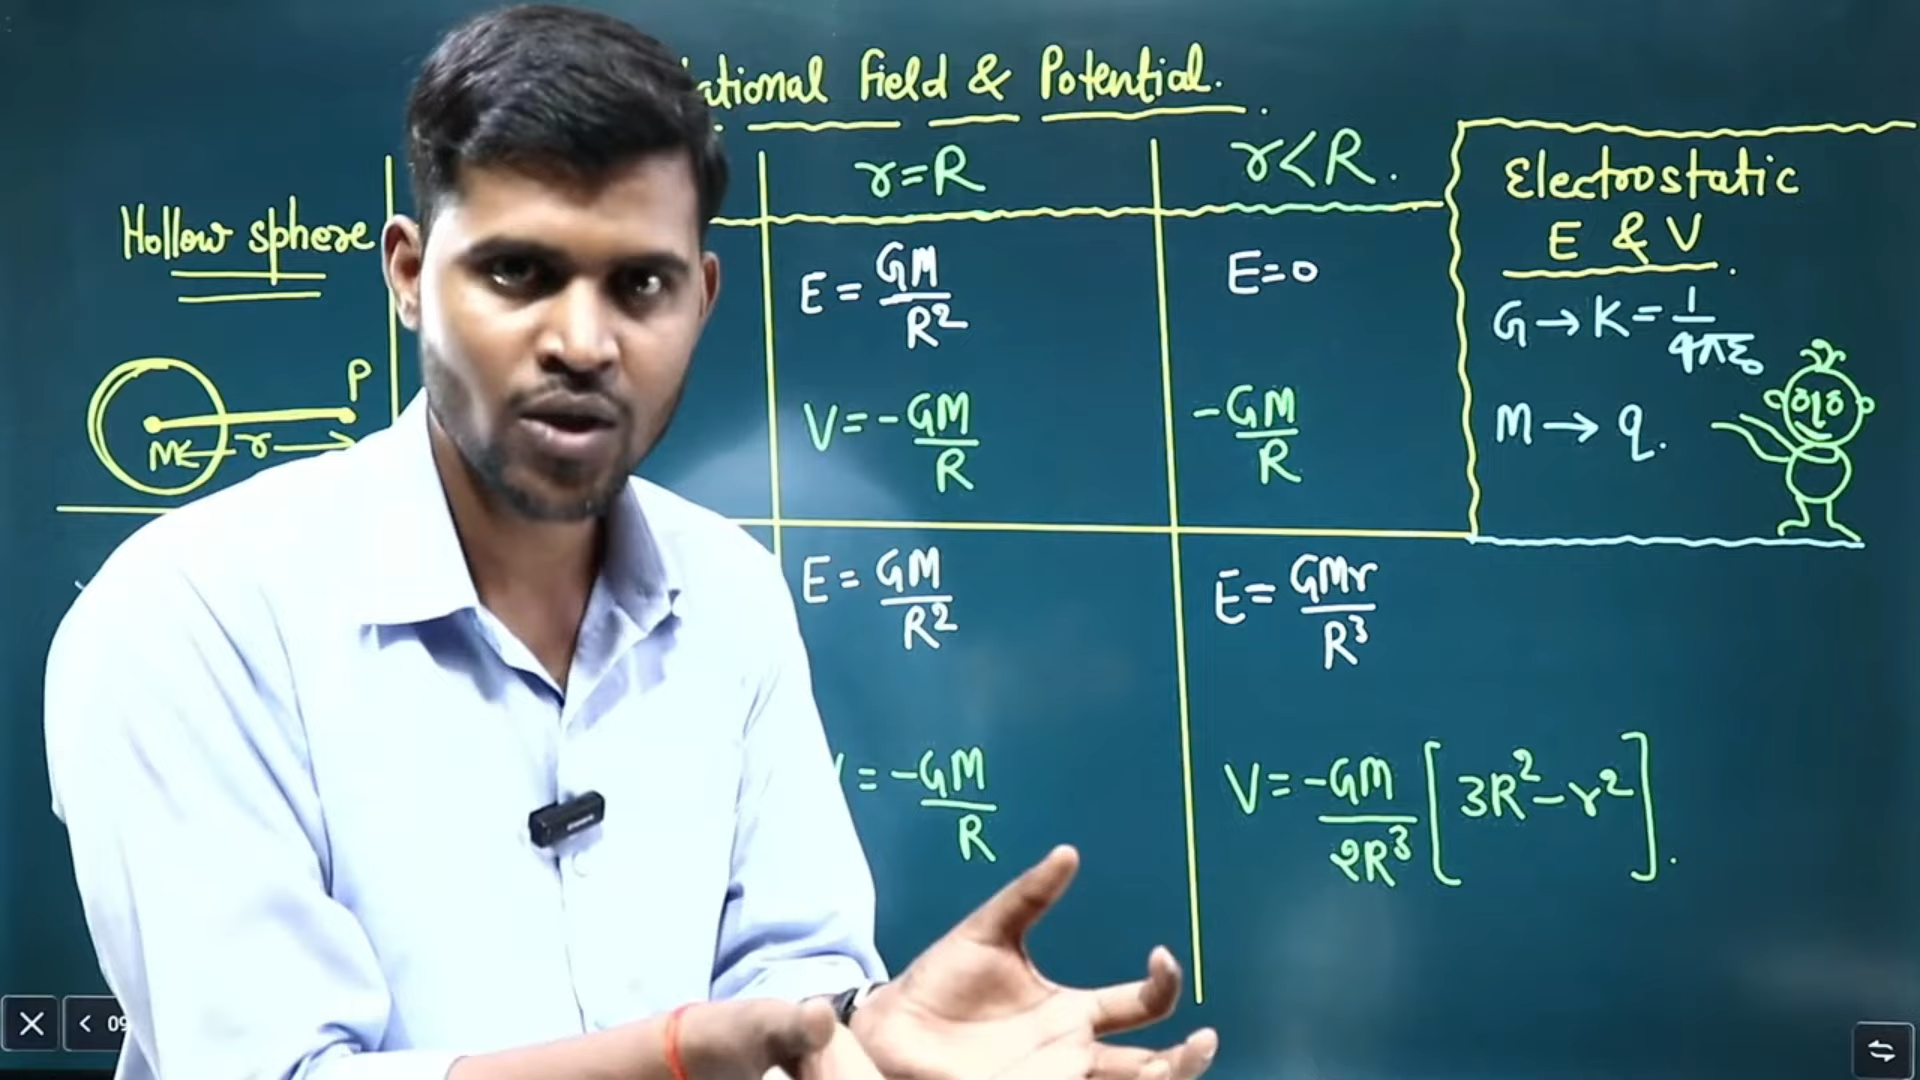 ational Field & Potential.
r=R
r<R.
Hollow sphere
P
M
r
E = GM/R²
E=0
V = -GM/R
-GM/R
Electrostatic
E & V
G → K = 1/4πε₀
M → q.
E = GM/R²
E = GMr/R³
= -GM/R
V = -GM/2R³ [3R²-r²].
09